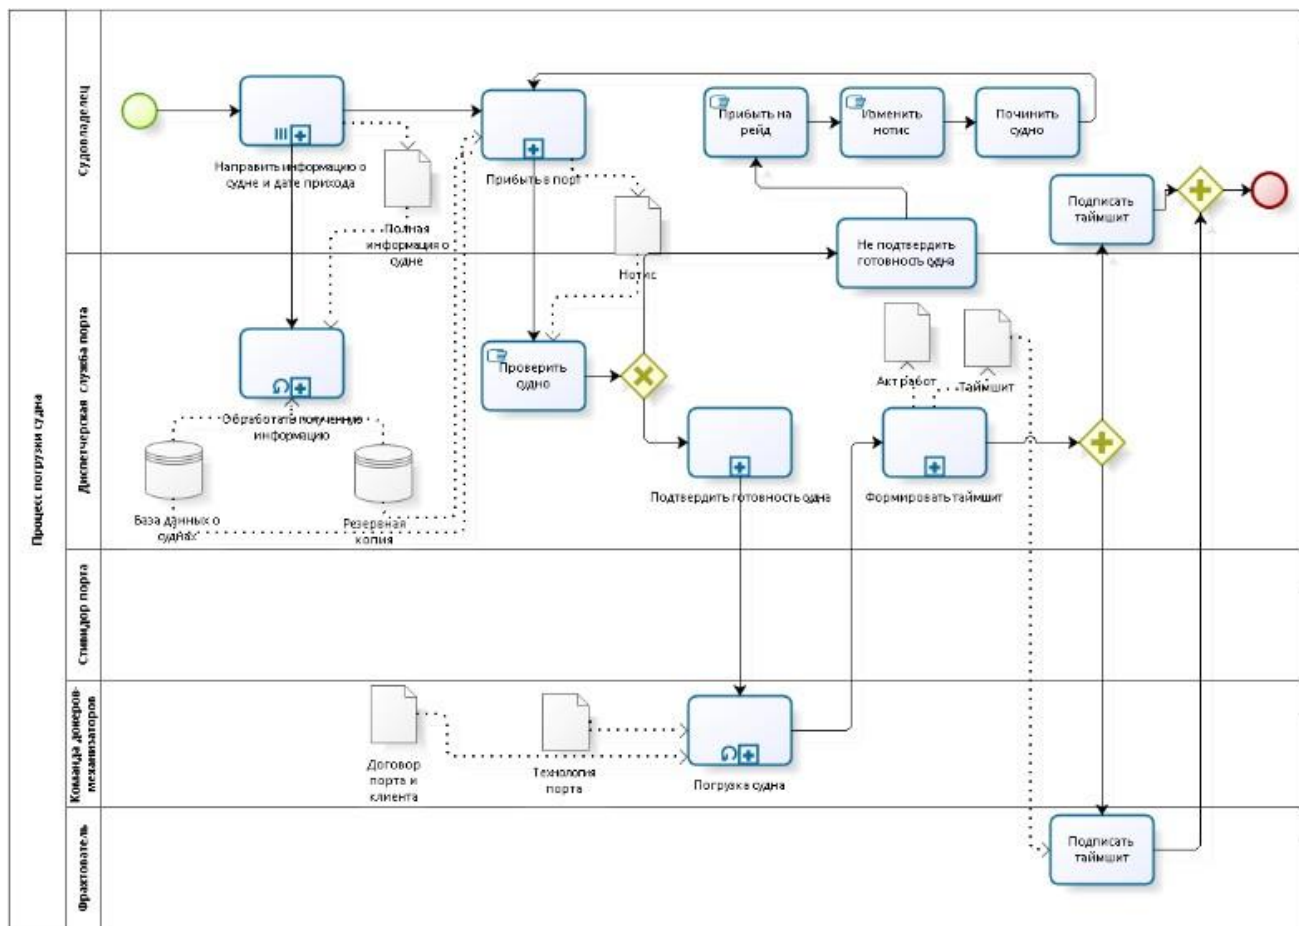 Процесс погрузки судна
Судовладелец
Направить информацию о
судне и дате прихода
Полная
информация о
судне
Прибыть в порт
Нотис
Прибыть на
рейд
Изменить
нотис
Починить
судно
Не подтвердить
готовность судна
Подписать
таймшит
Диспетчерская служба порта
Обработать полученную
информацию
База данных о
судах
Резервная
копия
Проверить
судно
Подтвердить готовность судна
Акт работ
Таймшит
Формировать таймшит
Стивидор порта
Команда докеров-
механизаторов
Договор
порта и
клиента
Технология
порта
Погрузка судна
Фрахтователь
Подписать
таймшит